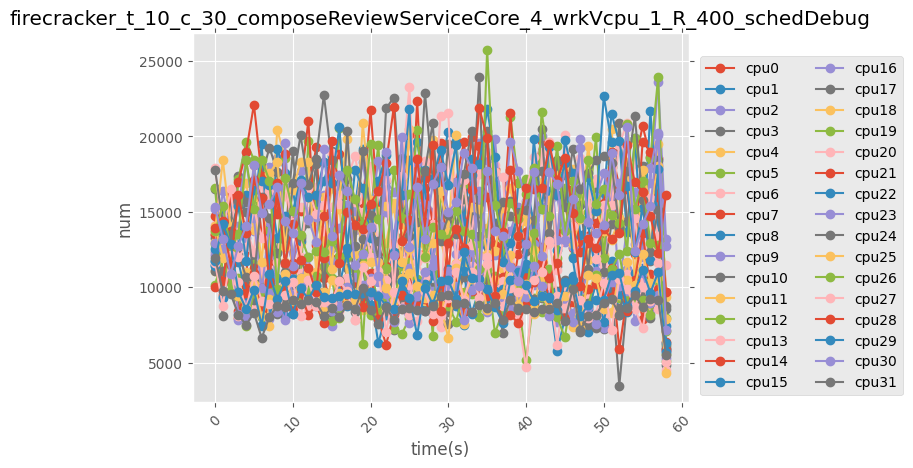 firecracker_t_10_c_30_composeReviewServiceCore_4_wrkVcpu_1_R_400_schedDebug
num
25000
20000
15000
10000
5000
0
10
20
30
40
50
60
time(s)
cpu0
cpu1
cpu2
cpu3
cpu4
cpu5
cpu6
cpu7
cpu8
cpu9
cpu10
cpu11
cpu12
cpu13
cpu14
cpu15
cpu16
cpu17
cpu18
cpu19
cpu20
cpu21
cpu22
cpu23
cpu24
cpu25
cpu26
cpu27
cpu28
cpu29
cpu30
cpu31